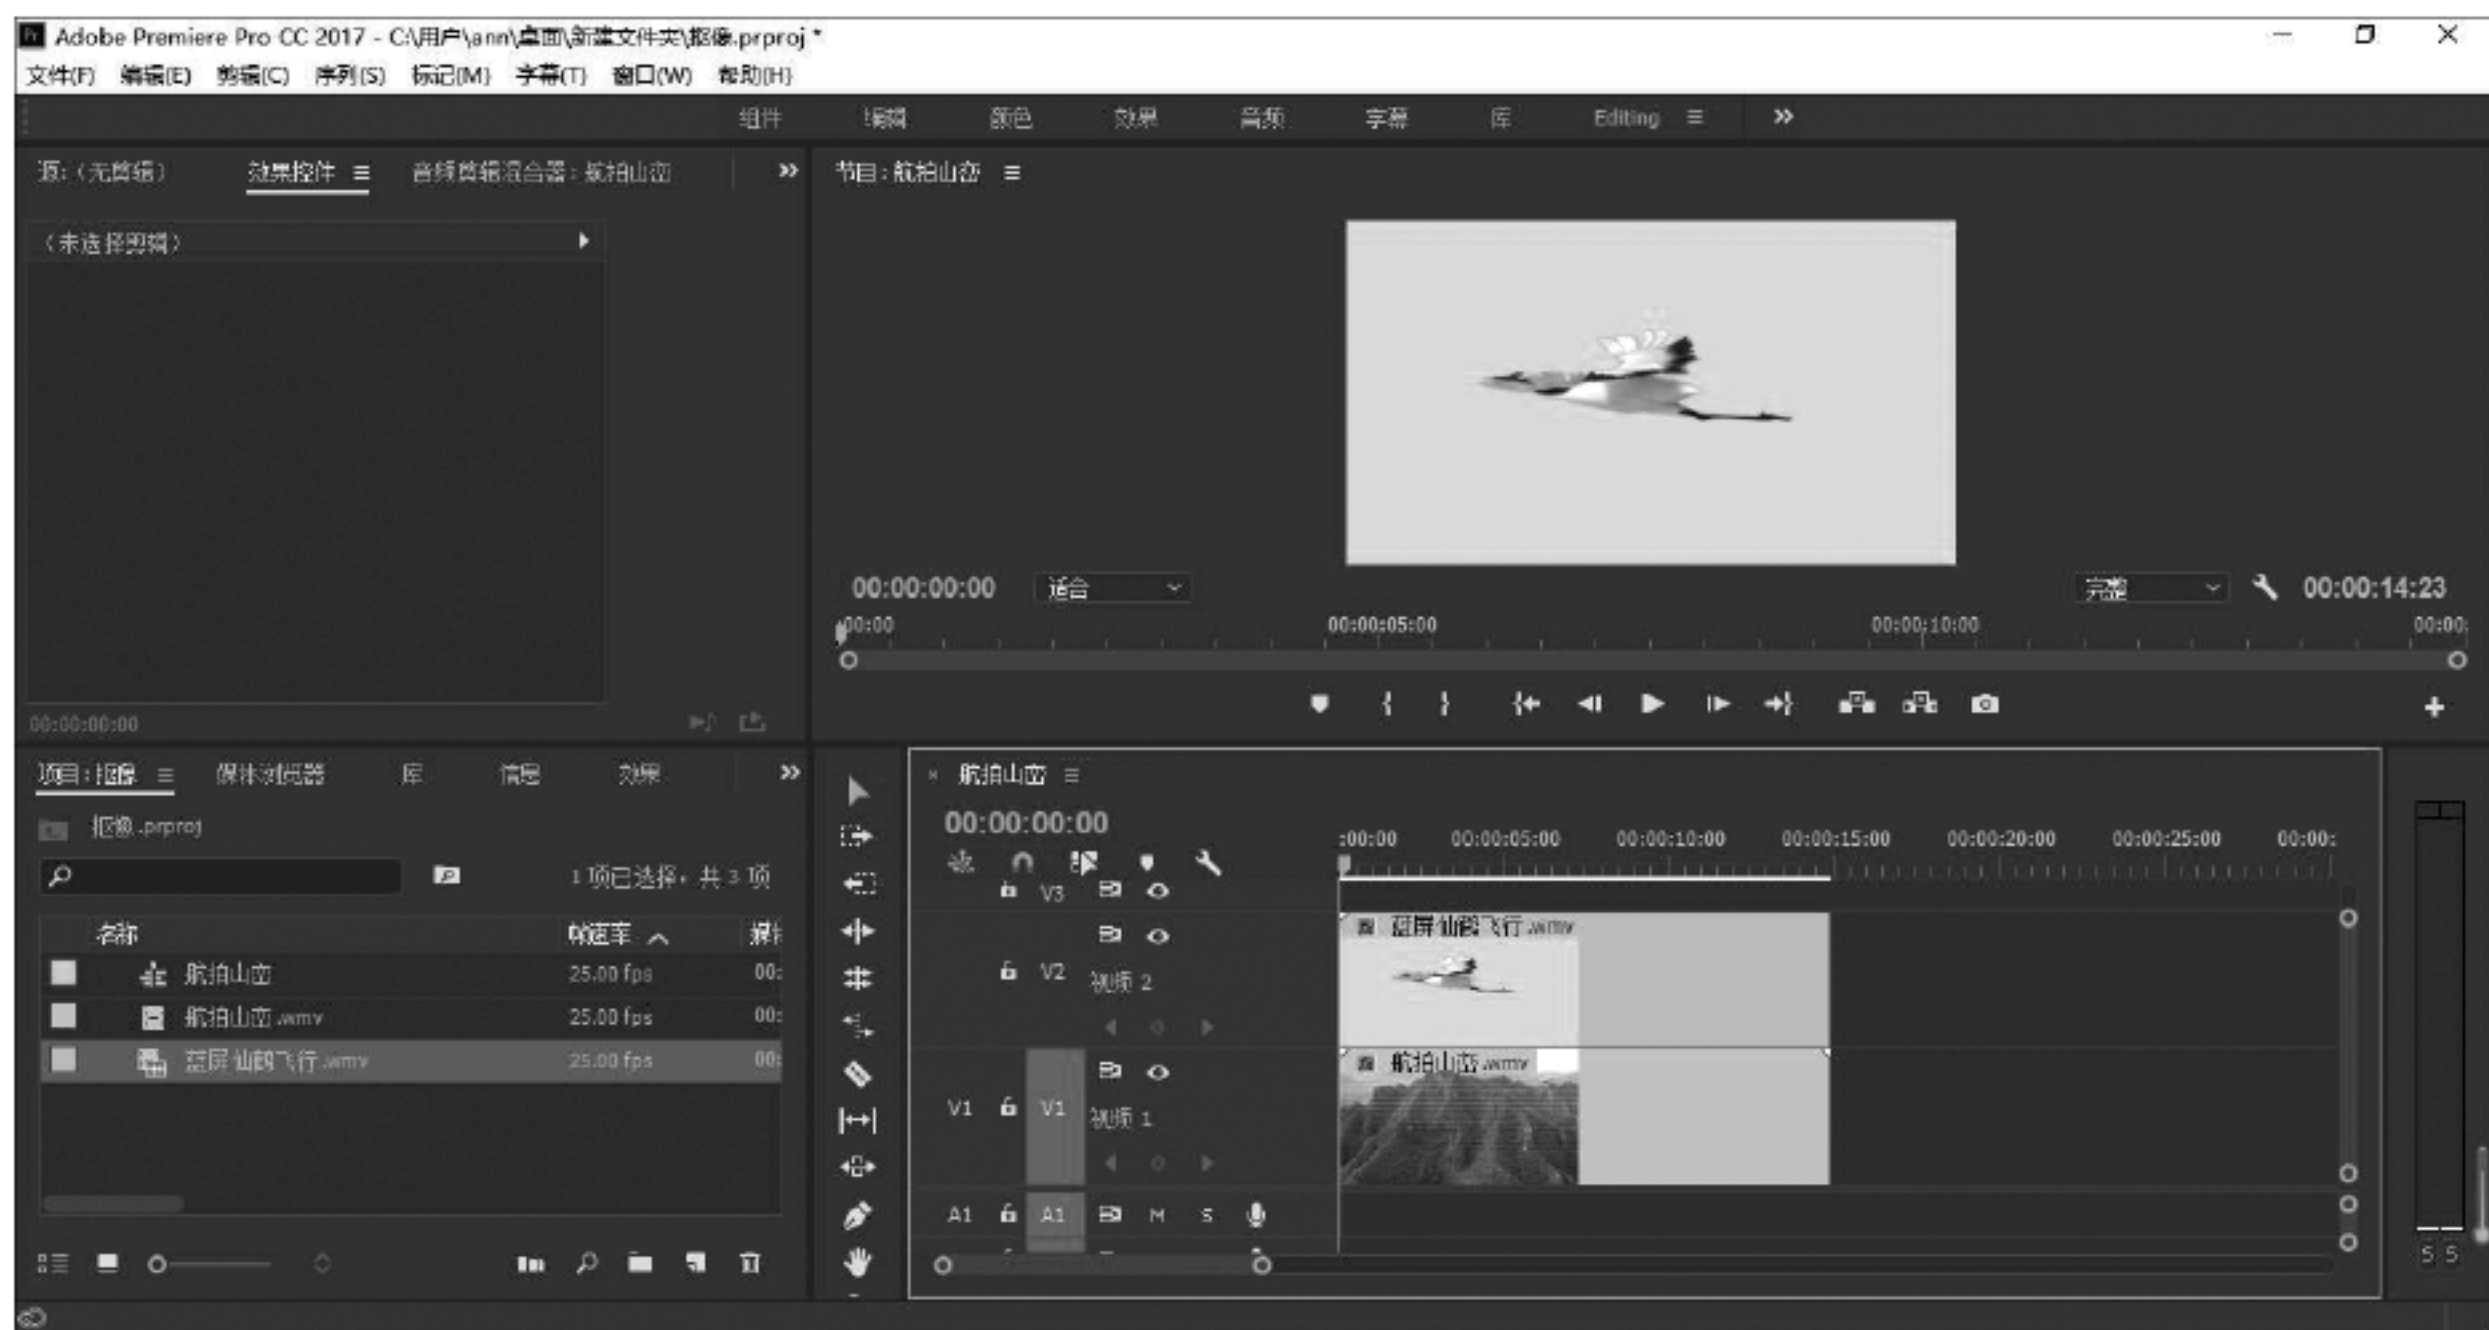 Adobe Premiere Pro CC 2017 - C:\用户\ann\桌面\新建文件夹\抠像.prproj *
文件(F) 编辑(E) 剪辑(C) 序列(S) 标记(M) 字幕(T) 窗口(W) 帮助(H)
组件 编辑 颜色 效果 音频 字幕 库 Editing
源:(无剪辑) 效果控件 音频剪辑混合器:航拍山峦
节目:航拍山峦
(未选择剪辑)
00:00:00:00 适合 完整 00:00:14:23
:00:00 00:00:05:00 00:00:10:00 00:00:
00:00:00:00
项目:抠像 媒体浏览器 库 信息 效果
抠像.prproj
1 项已选择,共 3 项
名称 帧速率 媒体
航拍山峦 25.00 fps 00:
航拍山峦.wmv 25.00 fps 00:
蓝屏仙鹤飞行.wmv 25.00 fps 00:
航拍山峦
00:00:00:00
:00:00 00:00:05:00 00:00:10:00 00:00:15:00 00:00:20:00 00:00:25:00 00:00:
V3
蓝屏仙鹤飞行.wmv
V2 视频 2
航拍山峦.wmv
V1 V1 视频 1
A1 A1 M S
S S